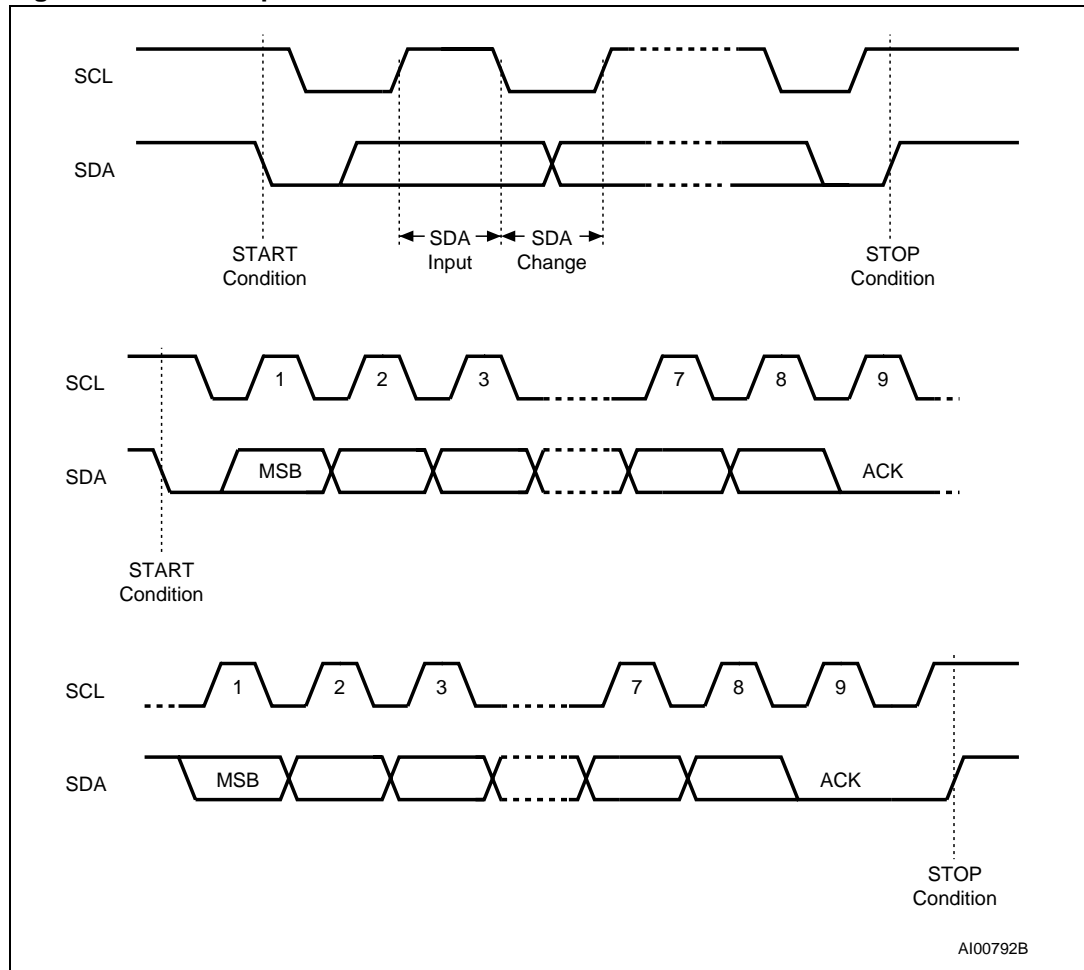 SCL
SDA
SDA Input
SDA Change
START Condition
STOP Condition
SCL
1 2 3 7 8 9
SDA
MSB
ACK
START Condition
SCL
1 2 3 7 8 9
SDA
MSB
ACK
STOP Condition
AI00792B